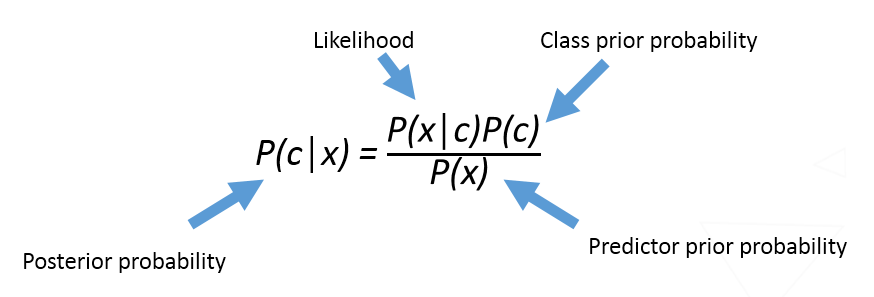 Likelihood
Class prior probability
P(c|x) = P(x|c)P(c)
P(x)
Posterior probability
Predictor prior probability